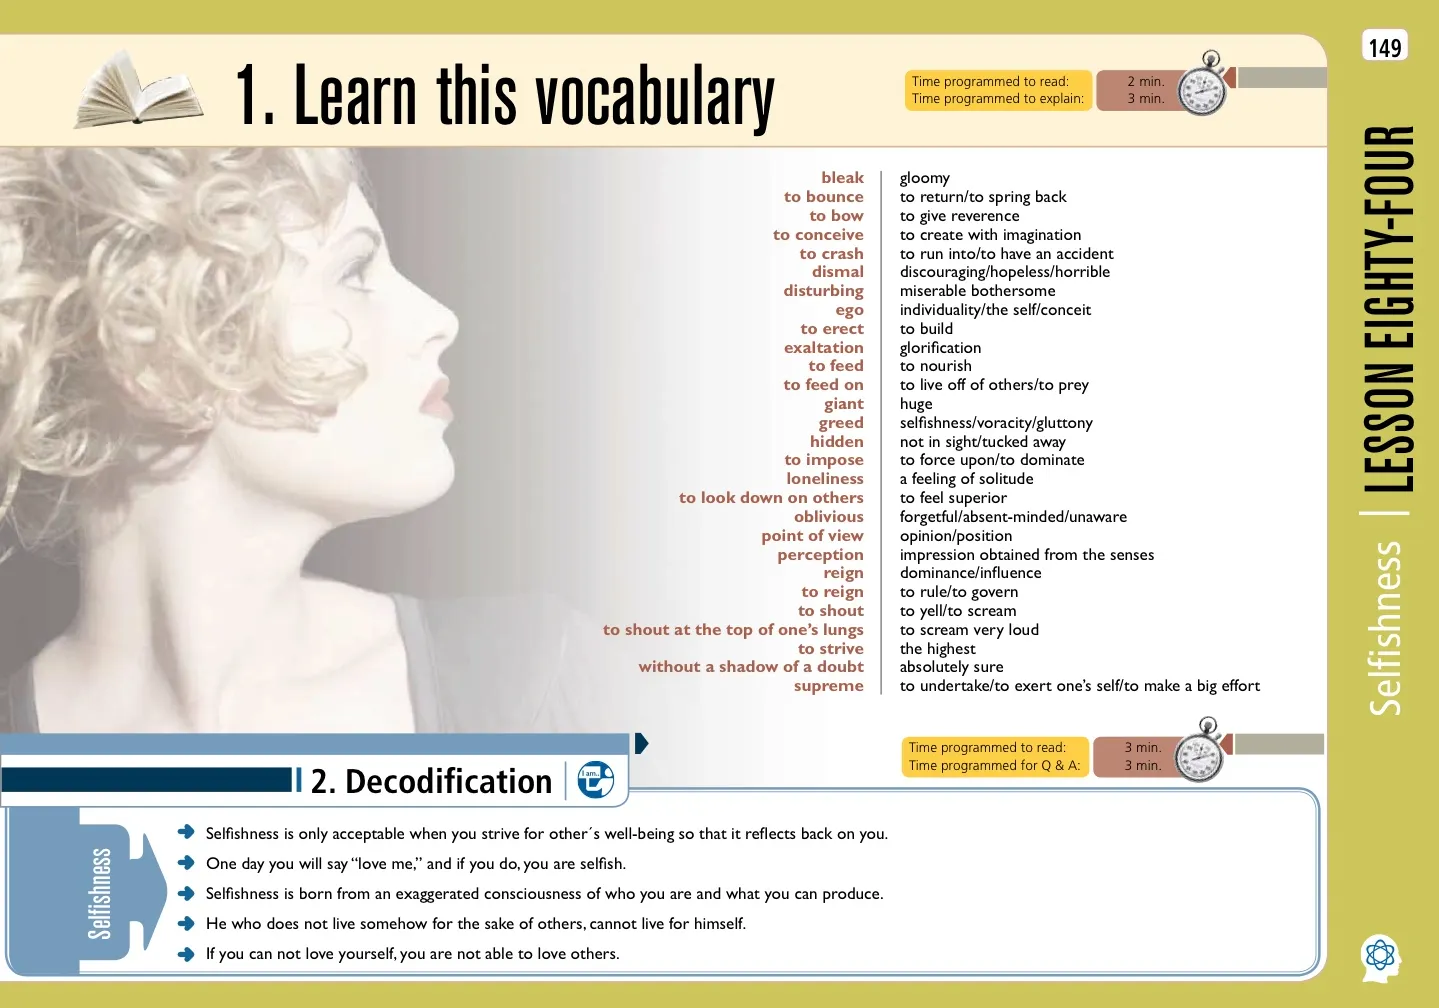 149
1. Learn this vocabulary
Time programmed to read: 2 min.
Time programmed to explain: 3 min.
bleak gloomy
to bounce to return/to spring back
to bow to give reverence
to conceive to create with imagination
to crash to run into/to have an accident
dismal discouraging/hopeless/horrible
disturbing miserable bothersome
ego individuality/the self/conceit
to erect to build
exaltation glorification
to feed to nourish
to feed on to live off of others/to prey
giant huge
greed selfishness/voracity/gluttony
hidden not in sight/tucked away
to impose to force upon/to dominate
loneliness a feeling of solitude
to look down on others to feel superior
oblivious forgetful/absent-minded/unaware
point of view opinion/position
perception impression obtained from the senses
reign dominance/influence
to reign to rule/to govern
to shout to yell/to scream
to shout at the top of one’s lungs to scream very loud
to strive the highest
without a shadow of a doubt absolutely sure
supreme to undertake/to exert one’s self/to make a big effort
Time programmed to read: 3 min.
Time programmed for Q & A: 3 min.
2. Decodification
I am..
Selfishness
Selfishness is only acceptable when you strive for other´s well-being so that it reflects back on you.
One day you will say “love me,” and if you do, you are selfish.
Selfishness is born from an exaggerated consciousness of who you are and what you can produce.
He who does not live somehow for the sake of others, cannot live for himself.
If you can not love yourself, you are not able to love others.
Selfishness | LESSON EIGHTY-FOUR